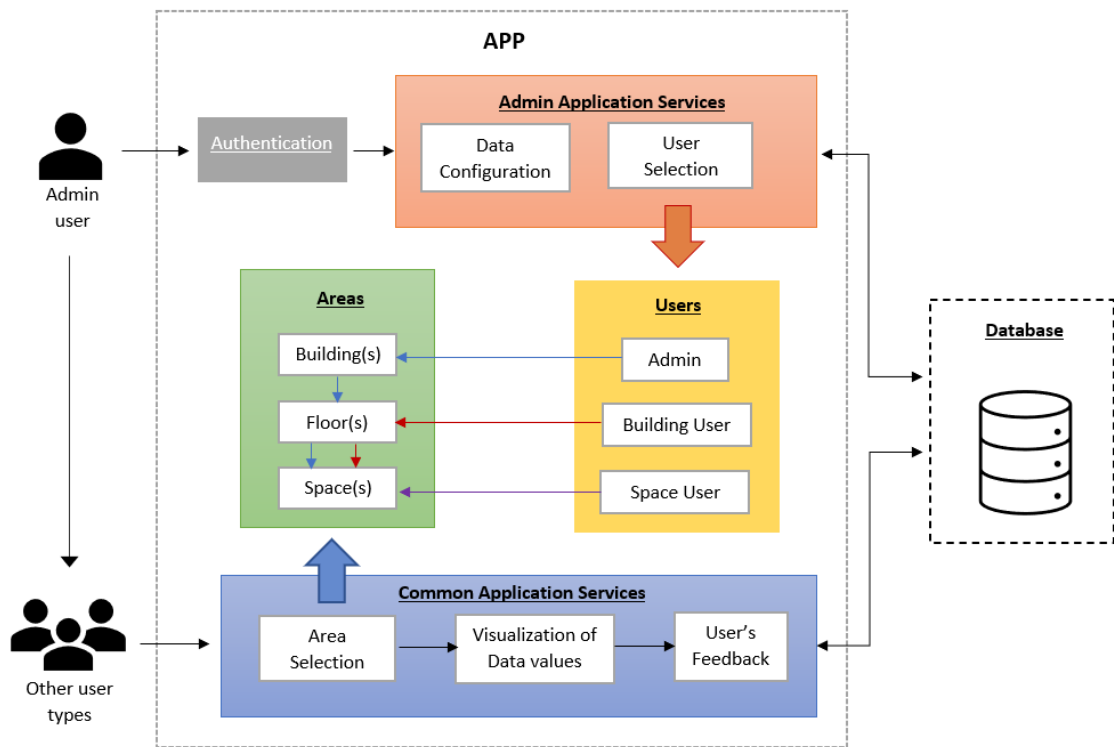 APP
Admin Application Services
Authentication
Data
Configuration
User
Selection
Admin
user
Areas
Users
Building(s)
Admin
Floor(s)
Building User
Space(s)
Space User
Database
Common Application Services
Area
Selection
Visualization of
Data values
User’s
Feedback
Other user
types